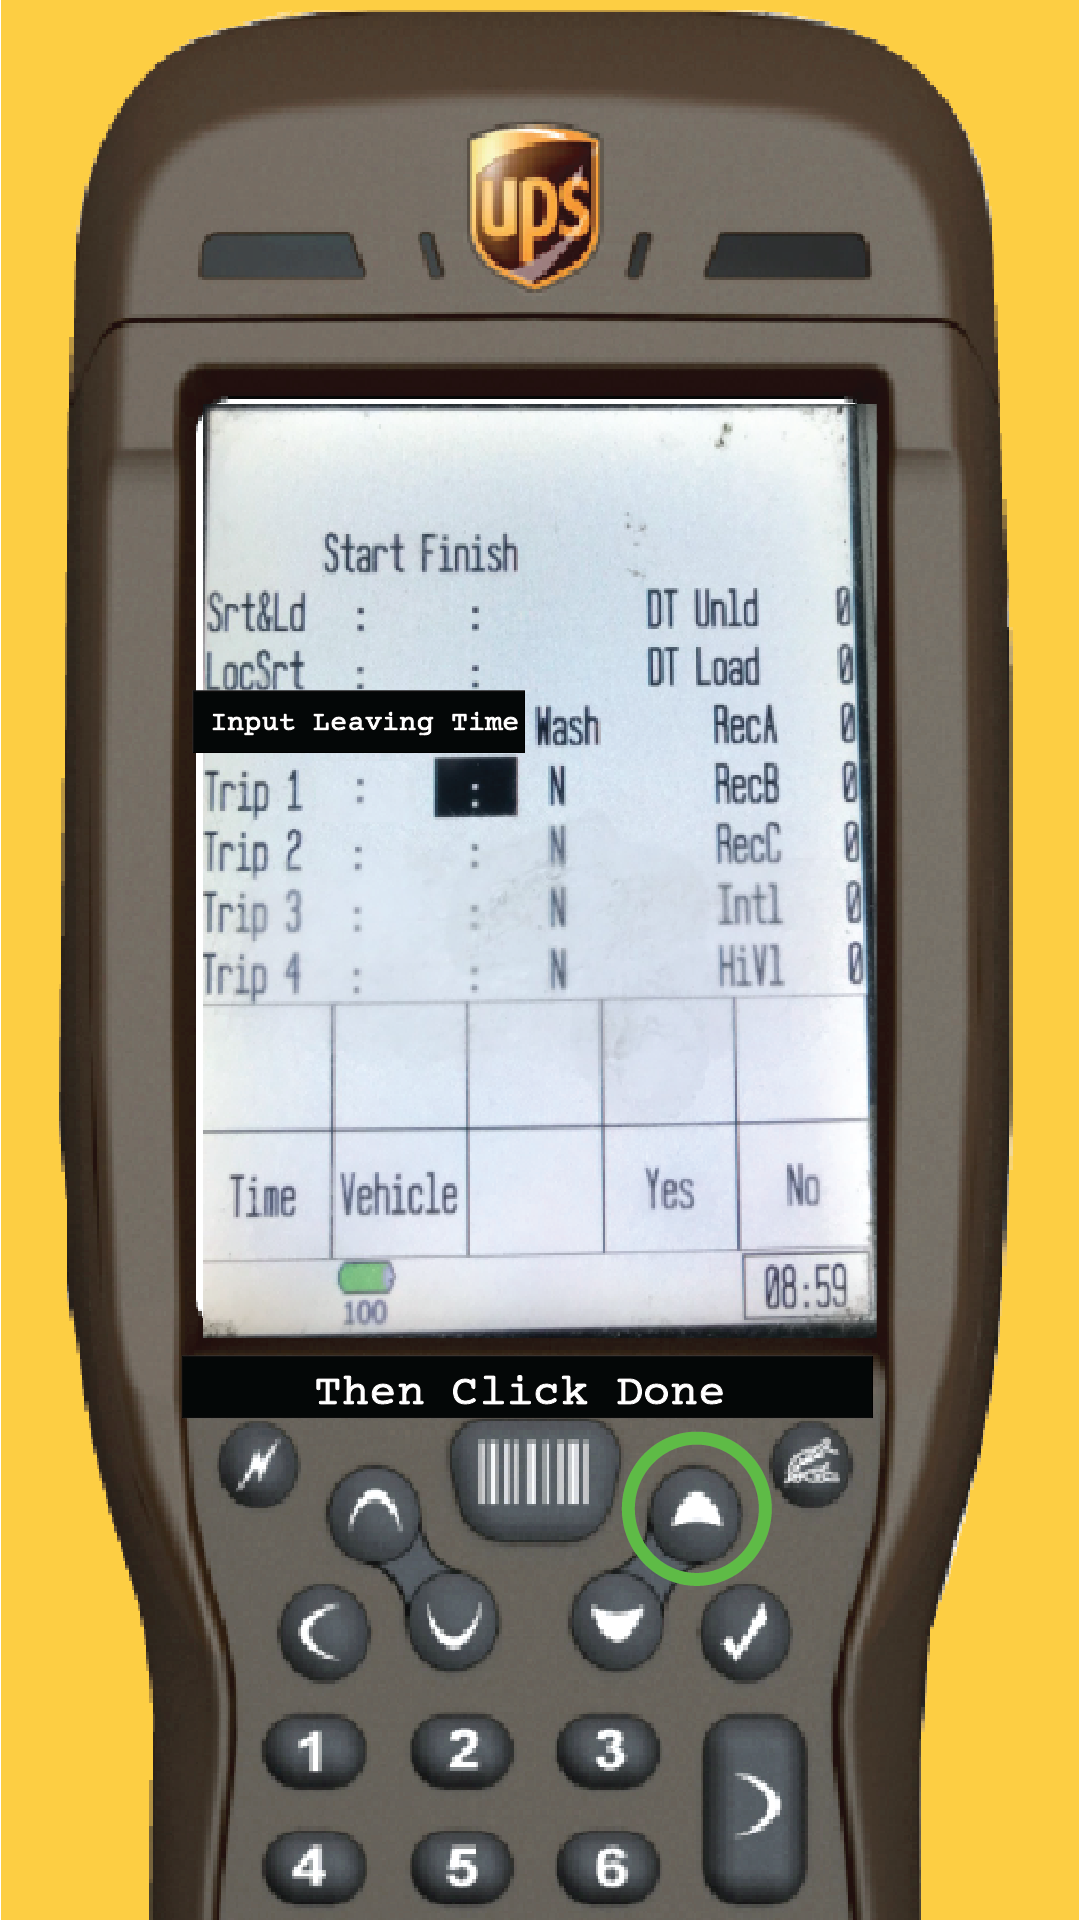 ups
Start Finish
Srt&Ld : : DT Unld 0
LocSrt : : DT Load 0
Input Leaving Time Wash RecA 0
Trip 1 : : N RecB 0
Trip 2 : : N RecC 0
Trip 3 : : N Intl 0
Trip 4 : : N HiVl 0
Time Vehicle Yes No
100 08:59
Then Click Done
1 2 3
4 5 6